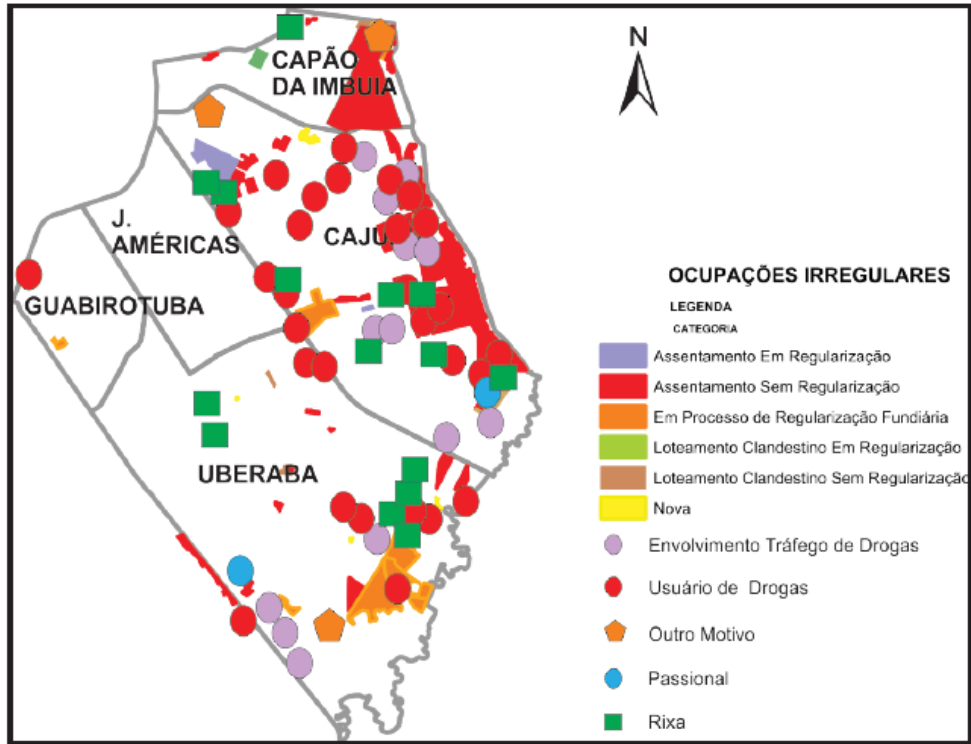 N
CAPÃO
DA IMBUIA
J.
AMÉRICAS
CAJU
GUABIROTUBA
UBERABA
OCUPAÇÕES IRREGULARES
LEGENDA
CATEGORIA
Assentamento Em Regularização
Assentamento Sem Regularização
Em Processo de Regularização Fundiária
Loteamento Clandestino Em Regularização
Loteamento Clandestino Sem Regularização
Nova
Envolvimento Tráfego de Drogas
Usuário de Drogas
Outro Motivo
Passional
Rixa